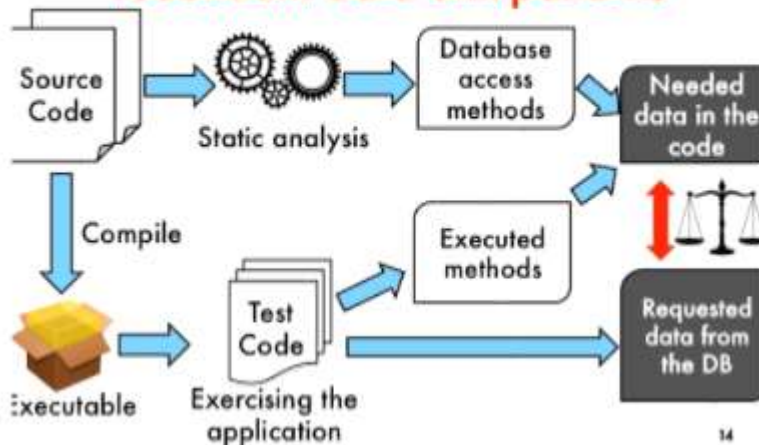 Source
Code
Static analysis
Database
access
methods
Needed
data in the
code
Compile
Executed
methods
Test
Code
Requested
data from
the DB
Executable
Exercising the
application
14